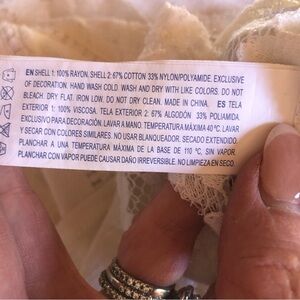 EN SHELL 1: 100% RAYON. SHELL 2: 67% COTTON 33% NYLON/POLYAMIDE. EXCLUSIVE
OF DECORATION. HAND WASH COLD. WASH AND DRY WITH LIKE COLORS. DO NOT
BLEACH. DRY FLAT. IRON LOW. DO NOT DRY CLEAN. MADE IN CHINA. ES TELA
EXTERIOR 1: 100% VISCOSA. TELA EXTERIOR 2: 67% ALGODÓN 33% POLIAMIDA
EXCLUSIVO PARA DECORACIÓN. LAVAR A MANO. TEMPERATURA MÁXIMA 40 ºC. LAVAR
Y SECAR CON COLORES SIMILARES. NO USAR BLANQUEADOR. SECADO EXTENDIDO.
PLANCHAR A UNA TEMPERATURA MÁXIMA DE LA BASE DE 110 ºC, SIN VAPOR.
PLANCHAR CON VAPOR PUEDE CAUSAR DAÑO IRREVERSIBLE. NO LIMPIEZA EN SECO.